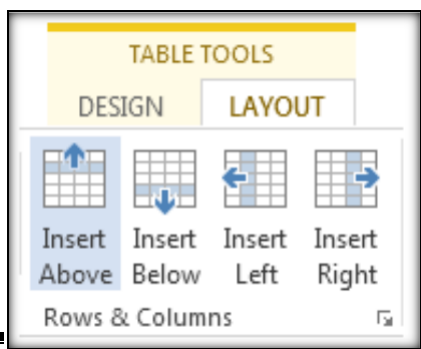 TABLE TOOLS
DESIGN LAYOUT
Insert Insert Insert Insert
Above Below Left Right
Rows & Columns